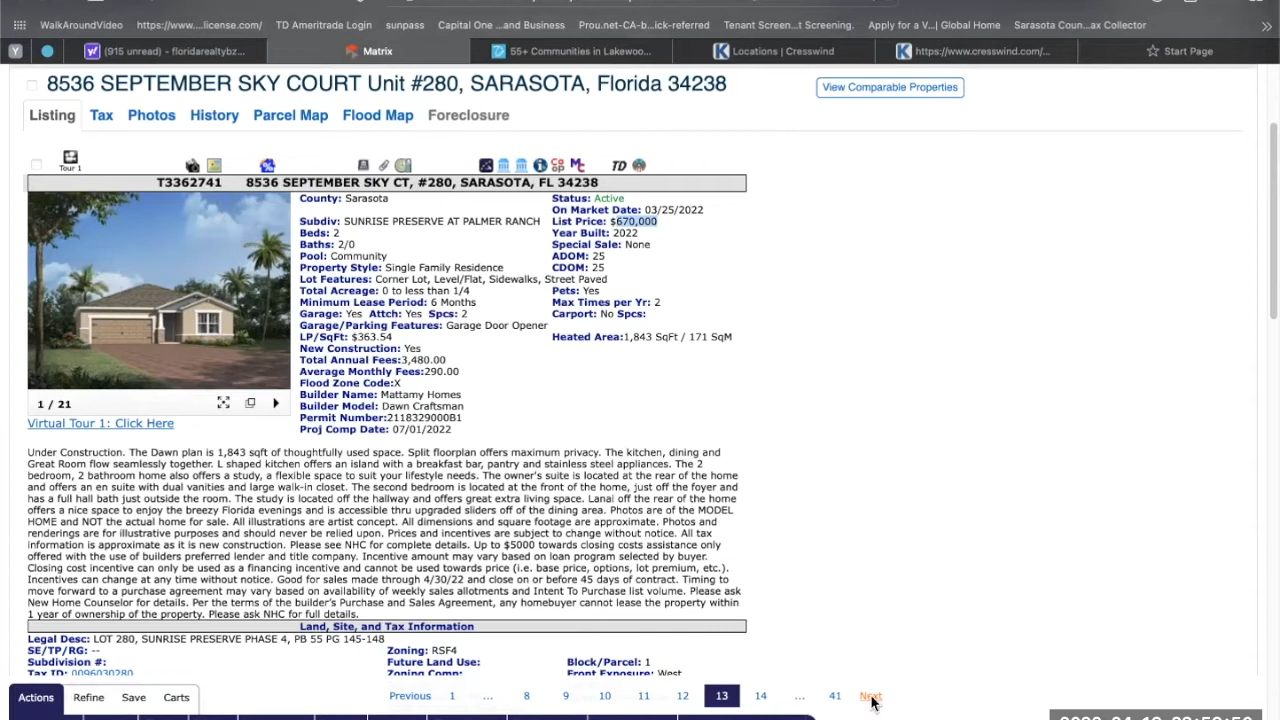 WalkAroundVideo https://www....license.com/ TD Ameritrade Login sunpass Capital One ...and Business Prou.net-CA-b...ick-referred Tenant Screen...t Screening. Apply for a V...| Global Home Sarasota Coun...ax Collector
Y (915 unread) - floridarealtybz... Matrix 55+ Communities in Lakewoo... Locations | Cresswind https://www.cresswind.com/... Start Page
8536 SEPTEMBER SKY COURT Unit #280, SARASOTA, Florida 34238
View Comparable Properties
Listing Tax Photos History Parcel Map Flood Map Foreclosure
Tour 1
T3362741 8536 SEPTEMBER SKY CT, #280, SARASOTA, FL 34238
County: Sarasota Status: Active
On Market Date: 03/25/2022
Subdiv: SUNRISE PRESERVE AT PALMER RANCH List Price: $670,000
Beds: 2 Year Built: 2022
Baths: 2/0 Special Sale: None
Pool: Community ADOM: 25
Property Style: Single Family Residence CDOM: 25
Lot Features: Corner Lot, Level/Flat, Sidewalks, Street Paved
Total Acreage: 0 to less than 1/4 Pets: Yes
Minimum Lease Period: 6 Months Max Times per Yr: 2
Garage: Yes Attch: Yes Spcs: 2 Carport: No Spcs:
Garage/Parking Features: Garage Door Opener
LP/SqFt: $363.54 Heated Area:1,843 SqFt / 171 SqM
New Construction: Yes
Total Annual Fees:3,480.00
Average Monthly Fees:290.00
Flood Zone Code:X
Builder Name: Mattamy Homes
Builder Model: Dawn Craftsman
Permit Number:2118329000B1
Proj Comp Date: 07/01/2022
1 / 21
Virtual Tour 1: Click Here
Under Construction. The Dawn plan is 1,843 sqft of thoughtfully used space. Split floorplan offers maximum privacy. The kitchen, dining and
Great Room flow seamlessly together. L shaped kitchen offers an island with a breakfast bar, pantry and stainless steel appliances. The 2
bedroom, 2 bathroom home also offers a study, a flexible space to suit your lifestyle needs. The owner's suite is located at the rear of the home
and offers an en suite with dual vanities and large walk-in closet. The second bedroom is located at the front of the home, just off the foyer and
has a full hall bath just outside the room. The study is located off the hallway and offers great extra living space. Lanai off the rear of the home
offers a nice space to enjoy the breezy Florida evenings and is accessible thru upgraded sliders off of the dining area. Photos are of the MODEL
HOME and NOT the actual home for sale. All illustrations are artist concept. All dimensions and square footage are approximate. Photos and
renderings are for illustrative purposes and should never be relied upon. Prices and incentives are subject to change without notice. All tax
information is approximate as it is new construction. Please see NHC for complete details. Up to $5000 towards closing costs assistance only
offered with the use of builders preferred lender and title company. Incentive amount may vary based on loan program selected by buyer.
Closing cost incentive can only be used as a financing incentive and cannot be used towards price (i.e. base price, options, lot premium, etc.).
Incentives can change at any time without notice. Good for sales made through 4/30/22 and close on or before 45 days of contract. Timing to
move forward to a purchase agreement may vary based on availability of weekly sales allotments and Intent To Purchase list volume. Please ask
New Home Counselor for details. Per the terms of the builder's Purchase and Sales Agreement, any homebuyer cannot lease the property within
1 year of ownership of the property. Please ask NHC for full details.
Land, Site, and Tax Information
Legal Desc: LOT 280, SUNRISE PRESERVE PHASE 4, PB 55 PG 145-148
SE/TP/RG: -- Zoning: RSF4
Subdivision #: Future Land Use: Block/Parcel: 1
Tax ID: 0096030280 Zoning Comp: Front Exposure: West
Actions Refine Save Carts Previous 1 ... 8 9 10 11 12 13 14 ... 41 Next